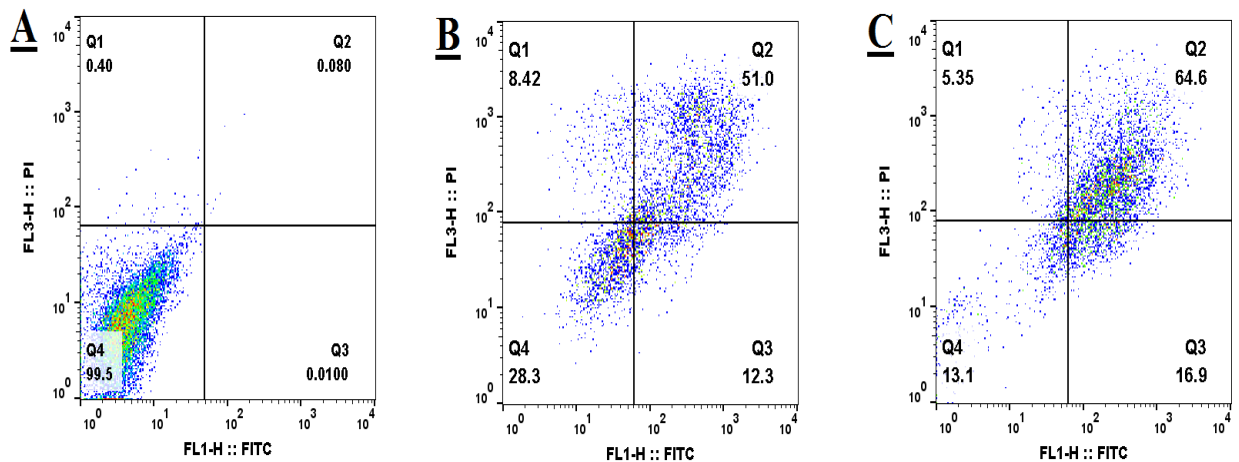 A
Q1
0.40
Q2
0.080
Q4
99.5
Q3
0.0100
10^4
10^3
10^2
10^1
10^0
10^0
10^1
10^2
10^3
10^4
FL3-H :: PI
FL1-H :: FITC
B
Q1
8.42
Q2
51.0
Q4
28.3
Q3
12.3
10^4
10^3
10^2
10^1
10^0
10^0
10^1
10^2
10^3
10^4
FL3-H :: PI
FL1-H :: FITC
C
Q1
5.35
Q2
64.6
Q4
13.1
Q3
16.9
10^4
10^3
10^2
10^1
10^0
10^0
10^1
10^2
10^3
10^4
FL3-H :: PI
FL1-H :: FITC